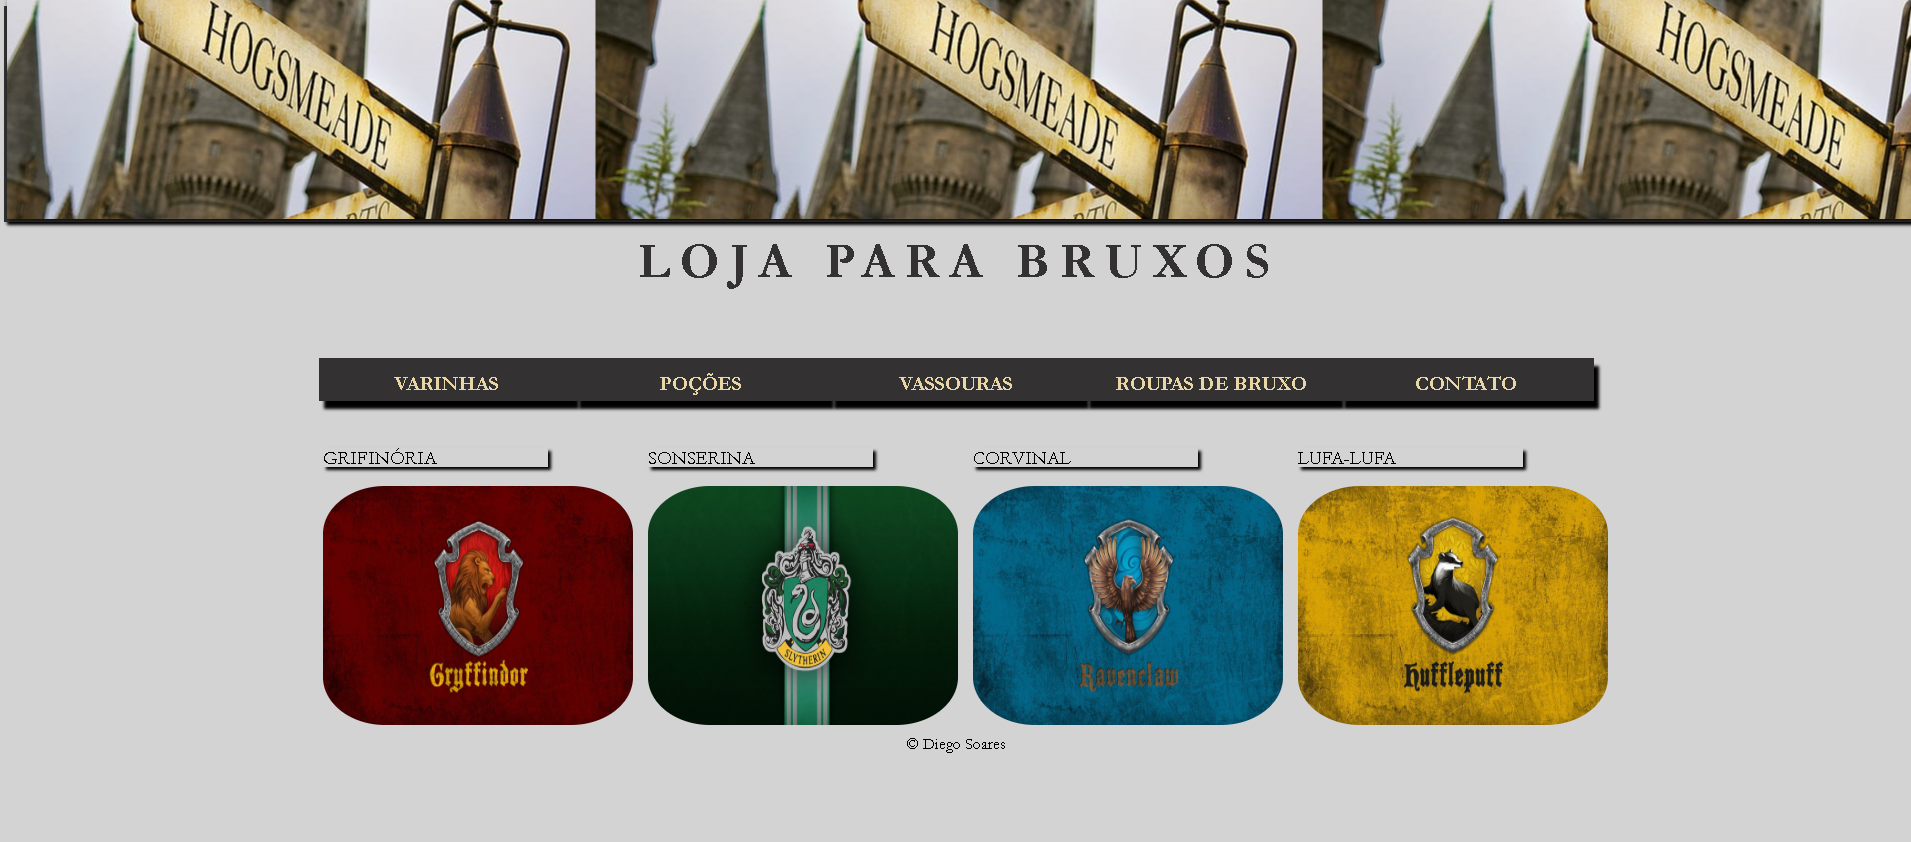 HOGSMEADE
HOGSMEADE
HOGSMEADE
LOJA PARA BRUXOS
VARINHAS
POÇÕES
VASSOURAS
ROUPAS DE BRUXO
CONTATO
GRIFINÓRIA
SONSERINA
CORVINAL
LUFA-LUFA
Gryffindor
SLYTHERIN
Ravenclaw
Hufflepuff
© Diego Soares